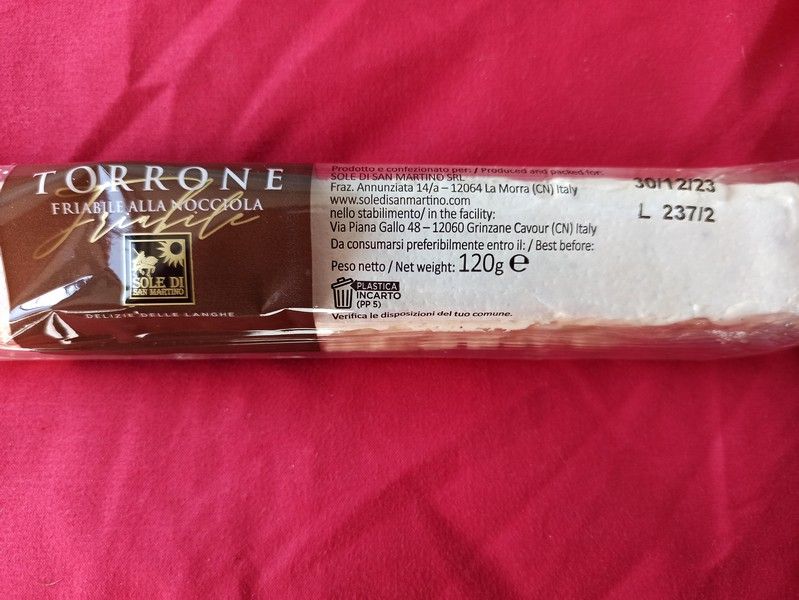 TORRONE
FRIABILE ALLA NOCCIOLA
Friabile
SOLE DI
SAN MARTINO
DELIZIE DELLE LANGHE
Prodotto e confezionato per: / Produced and packed for:
SOLE DI SAN MARTINO SRL
Fraz. Annunziata 14/a – 12064 La Morra (CN) Italy
www.soledisanmartino.com
nello stabilimento/ in the facility:
Via Piana Gallo 48 – 12060 Grinzane Cavour (CN) Italy
Da consumarsi preferibilmente entro il: / Best before:
Peso netto / Net weight: 120g ℮
PLASTICA
INCARTO
(PP 5)
Verifica le disposizioni del tuo comune.
30/12/23
L 237/2